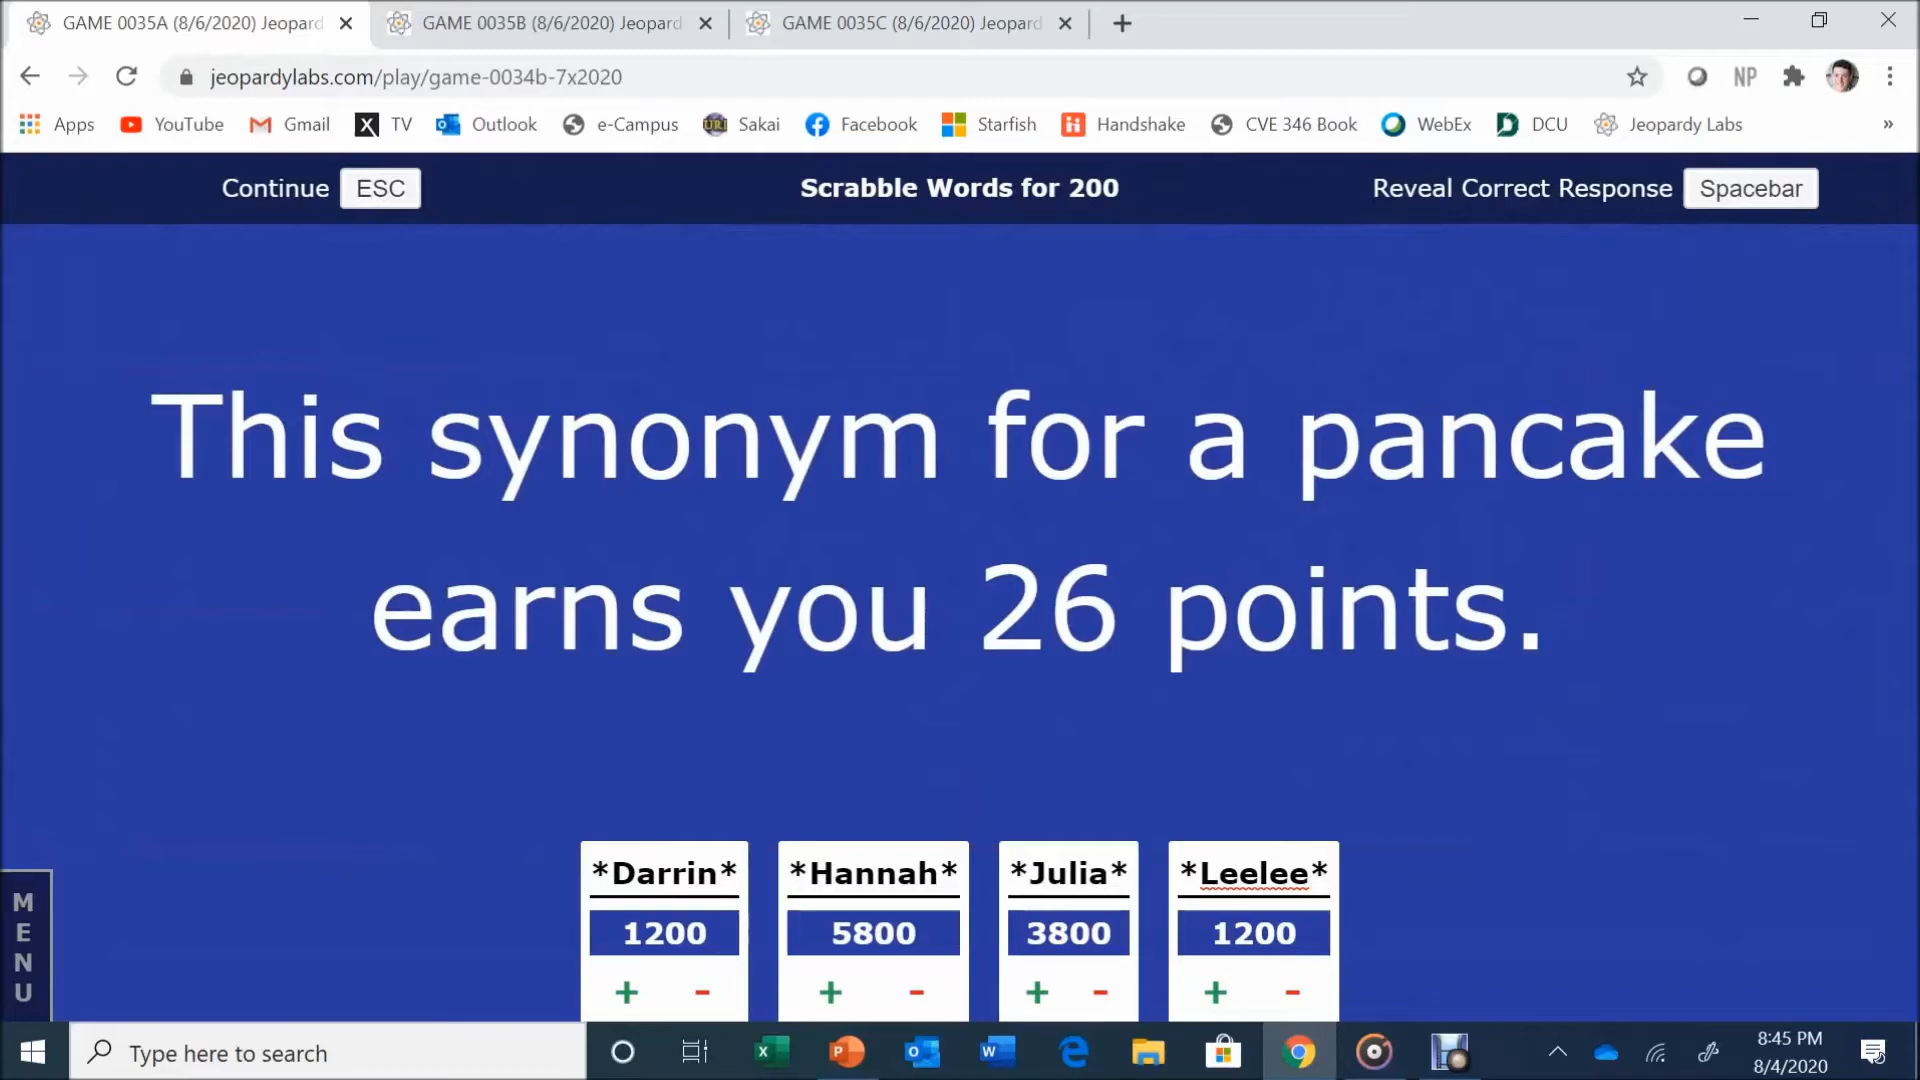 GAME 0035A (8/6/2020) Jeopard
GAME 0035B (8/6/2020) Jeopard
GAME 0035C (8/6/2020) Jeopard
jeopardylabs.com/play/game-0034b-7x2020
NP
Apps
YouTube
Gmail
X
TV
Outlook
e-Campus
URI
Sakai
Facebook
Starfish
Handshake
CVE 346 Book
WebEx
DCU
Jeopardy Labs
»
Continue ESC
Scrabble Words for 200
Reveal Correct Response Spacebar
This synonym for a pancake
earns you 26 points.
*Darrin* *Hannah* *Julia* *Leelee*
1200 5800 3800 1200
+ - + - + - + -
MENU
Type here to search
8:45 PM
8/4/2020